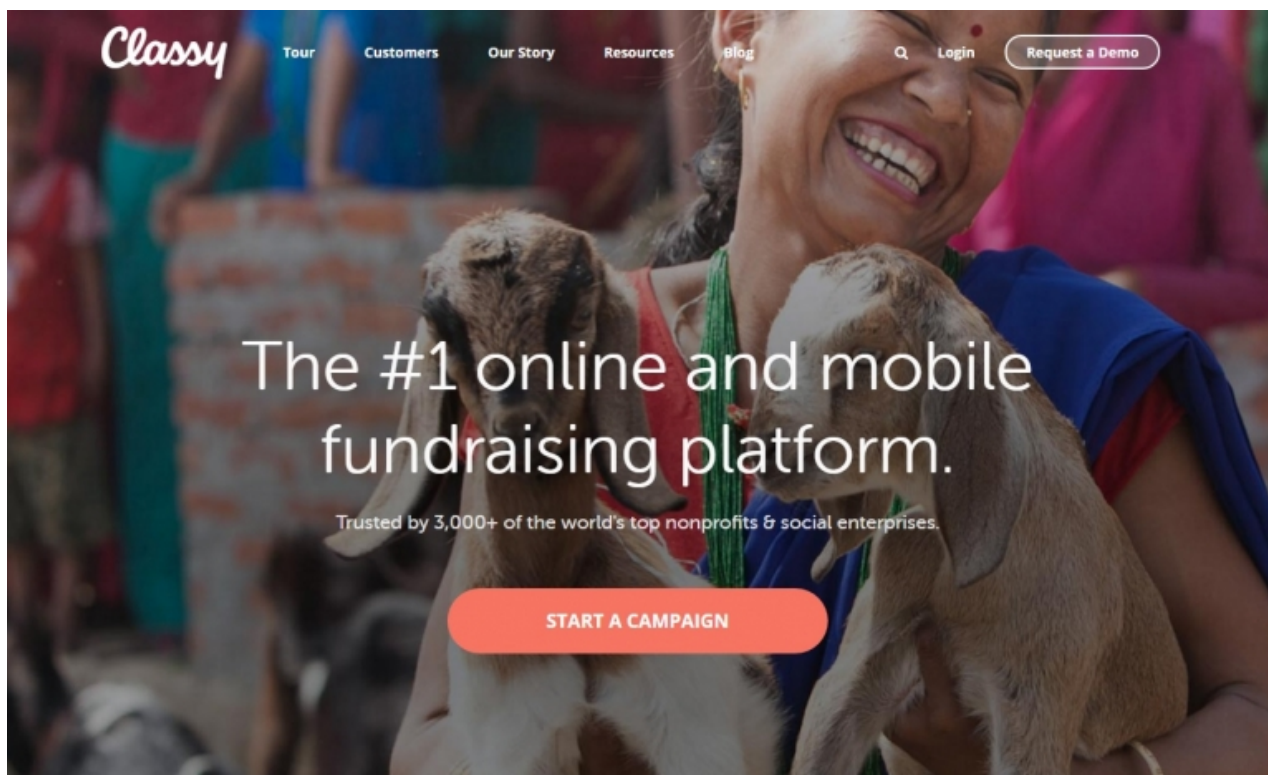 Classy
Tour
Customers
Our Story
Resources
Blog
Login
Request a Demo
The #1 online and mobile
fundraising platform.
Trusted by 3,000+ of the world's top nonprofits & social enterprises.
START A CAMPAIGN